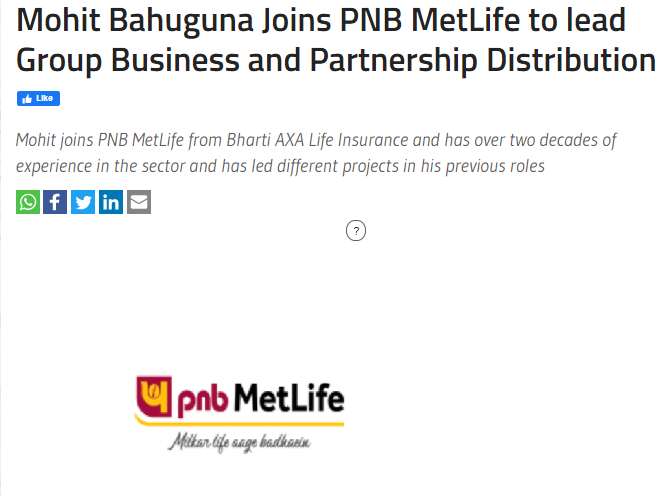 Mohit Bahuguna Joins PNB MetLife to lead
Group Business and Partnership Distribution
Like
Mohit joins PNB MetLife from Bharti AXA Life Insurance and has over two decades of
experience in the sector and has led different projects in his previous roles
?
pnb MetLife
Milkar life aage badhaein